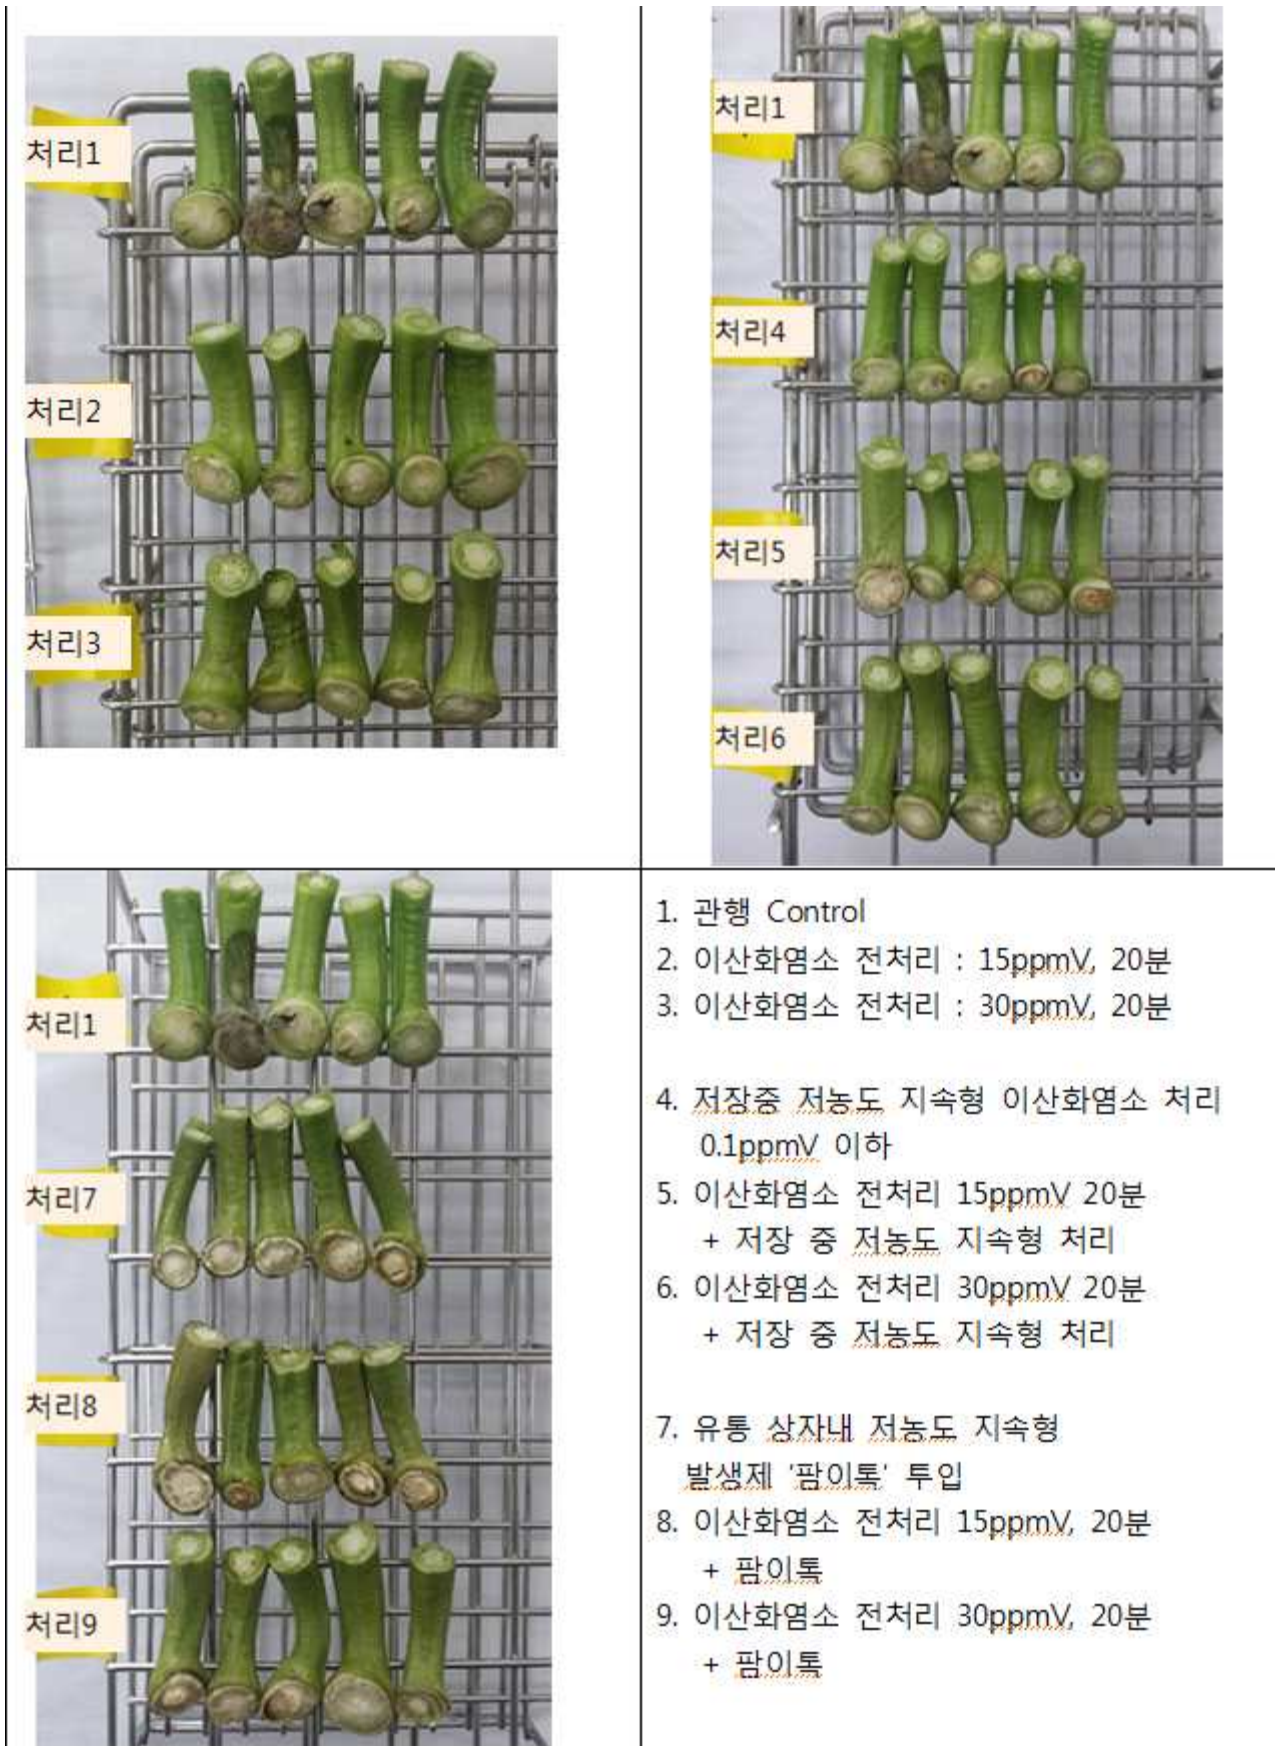 처리1
처리2
처리3
처리1
처리4
처리5
처리6
처리1
처리7
처리8
처리9
1. 관행 Control
2. 이산화염소 전처리 : 15ppmV, 20분
3. 이산화염소 전처리 : 30ppmV, 20분
4. 저장중 저농도 지속형 이산화염소 처리
0.1ppmV 이하
5. 이산화염소 전처리 15ppmV 20분
+ 저장 중 저농도 지속형 처리
6. 이산화염소 전처리 30ppmV 20분
+ 저장 중 저농도 지속형 처리
7. 유통 상자내 저농도 지속형
발생제 '팜이톡' 투입
8. 이산화염소 전처리 15ppmV, 20분
+ 팜이톡
9. 이산화염소 전처리 30ppmV, 20분
+ 팜이톡